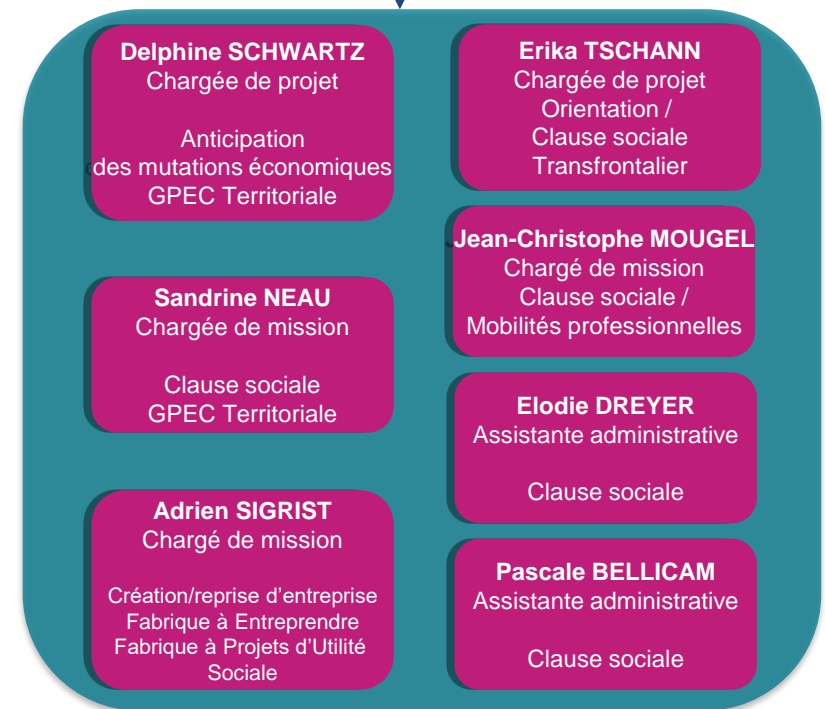 Delphine SCHWARTZ
Chargée de projet
Anticipation
des mutations économiques
GPEC Territoriale
Sandrine NEAU
Chargée de mission
Clause sociale
GPEC Territoriale
Adrien SIGRIST
Chargé de mission
Création/reprise d'entreprise
Fabrique à Entreprendre
Fabrique à Projets d'Utilité
Sociale
Erika TSCHANN
Chargée de projet
Orientation /
Clause sociale
Transfrontalier
Jean-Christophe MOUGEL
Chargé de mission
Clause sociale /
Mobilités professionnelles
Elodie DREYER
Assistante administrative
Clause sociale
Pascale BELLICAM
Assistante administrative
Clause sociale